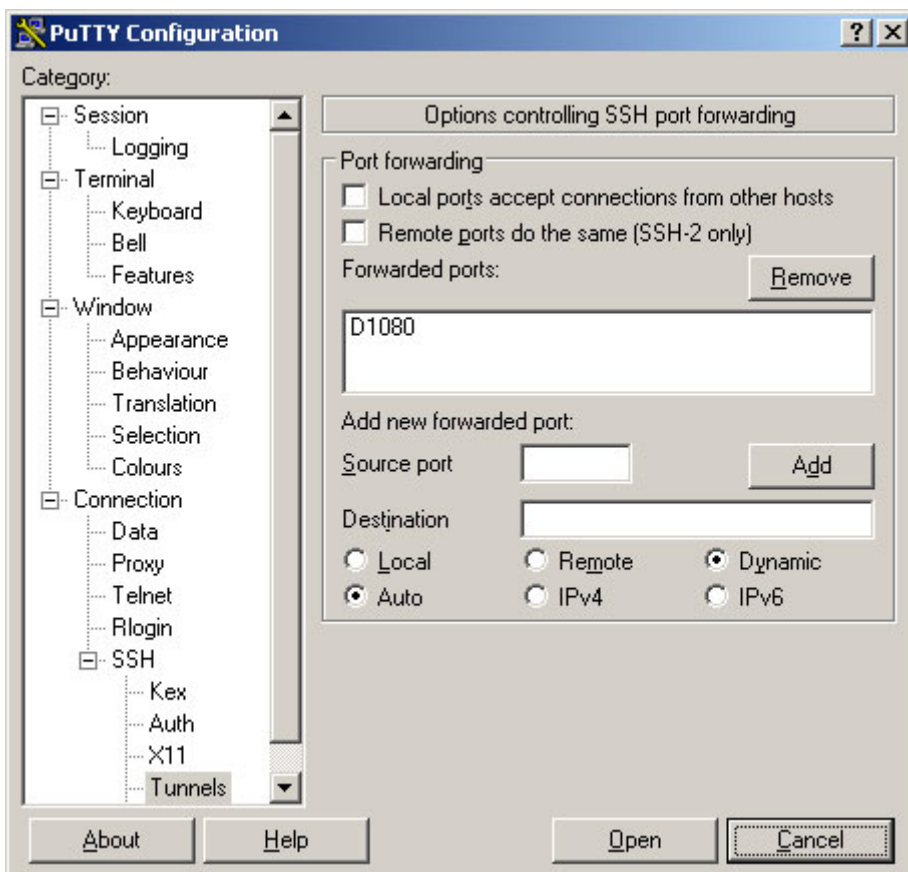 PuTTY Configuration
Category:
Session
Logging
Terminal
Keyboard
Bell
Features
Window
Appearance
Behaviour
Translation
Selection
Colours
Connection
Data
Proxy
Telnet
Rlogin
SSH
Kex
Auth
X11
Tunnels
Options controlling SSH port forwarding
Port forwarding
Local ports accept connections from other hosts
Remote ports do the same (SSH-2 only)
Forwarded ports:
Remove
D1080
Add new forwarded port:
Source port
Add
Destination
Local Remote Dynamic
Auto IPv4 IPv6
About Help Open Cancel